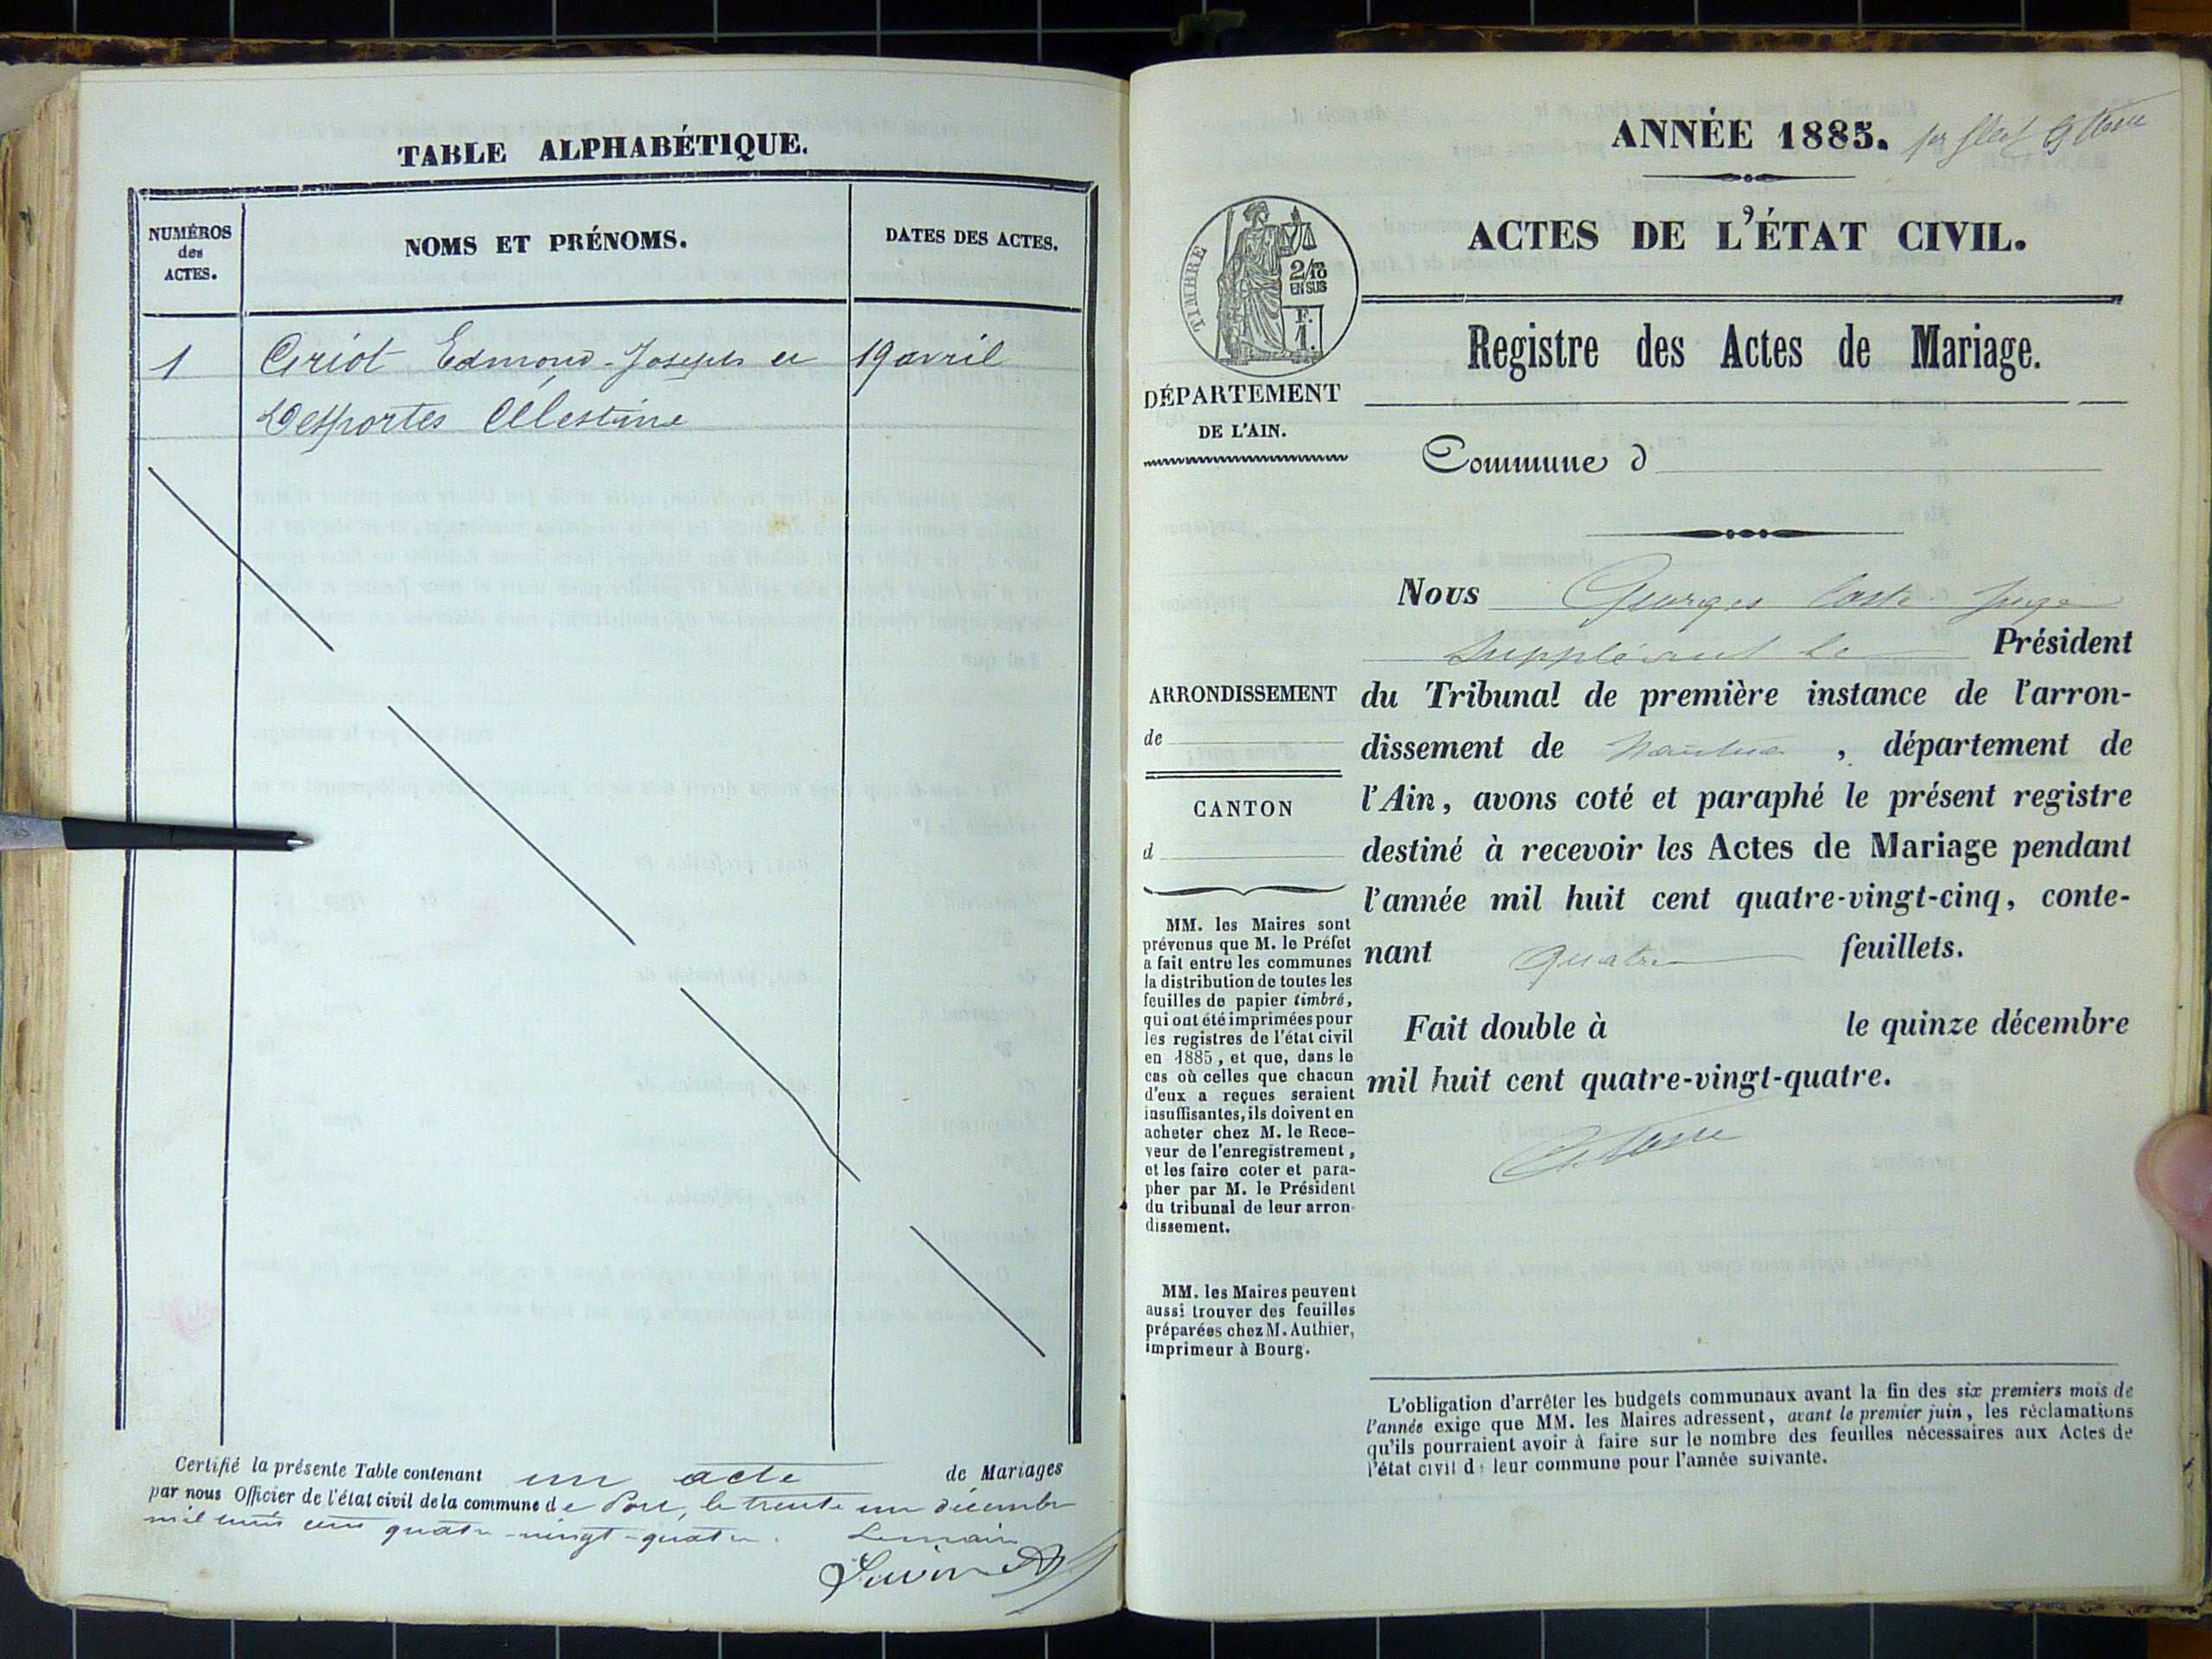 TABLE ALPHABÉTIQUE.
NUMÉROS
des
ACTES.
NOMS ET PRÉNOMS.
DATES DES ACTES.
1 Criot Edmond-Joseph et 19 avril
Desportes Célestine
Certifié la présente Table contenant un acte de Mariages
par nous Officier de l'état civil de la commune de Port, le trente un décembre
mil huit cent quatre-vingt-quatre. Le maire
ANNÉE 1885.
ACTES DE L'ÉTAT CIVIL.
TIMBRE
2/10
EN SUS
F.
1.
DÉPARTEMENT
DE L'AIN.
Registre des Actes de Mariage.
Commune d
ARRONDISSEMENT
de
CANTON
d
MM. les Maires sont
prévenus que M. le Préfet
a fait entre les communes
la distribution de toutes les
feuilles de papier timbré,
qui ont été imprimées pour
les registres de l'état civil
en 1885, et que, dans le
cas où celles que chacun
d'eux a reçues seraient
insuffisantes, ils doivent en
acheter chez M. le Rece-
veur de l'enregistrement,
et les faire coter et para-
pher par M. le Président
du tribunal de leur arron-
dissement.
MM. les Maires peuvent
aussi trouver des feuilles
préparées chez M. Authier,
imprimeur à Bourg.
Nous Georges Juge
Suppléant le Président
du Tribunal de première instance de l'arron-
dissement de Nantua, département de
l'Ain, avons coté et paraphé le présent registre
destiné à recevoir les Actes de Mariage pendant
l'année mil huit cent quatre-vingt-cinq, conte-
nant Quatre feuillets.
Fait double à le quinze décembre
mil huit cent quatre-vingt-quatre.
L'obligation d'arrêter les budgets communaux avant la fin des six premiers mois de
l'année exige que MM. les Maires adressent, avant le premier juin, les réclamations
qu'ils pourraient avoir à faire sur le nombre des feuilles nécessaires aux Actes de
l'état civil de leur commune pour l'année suivante.